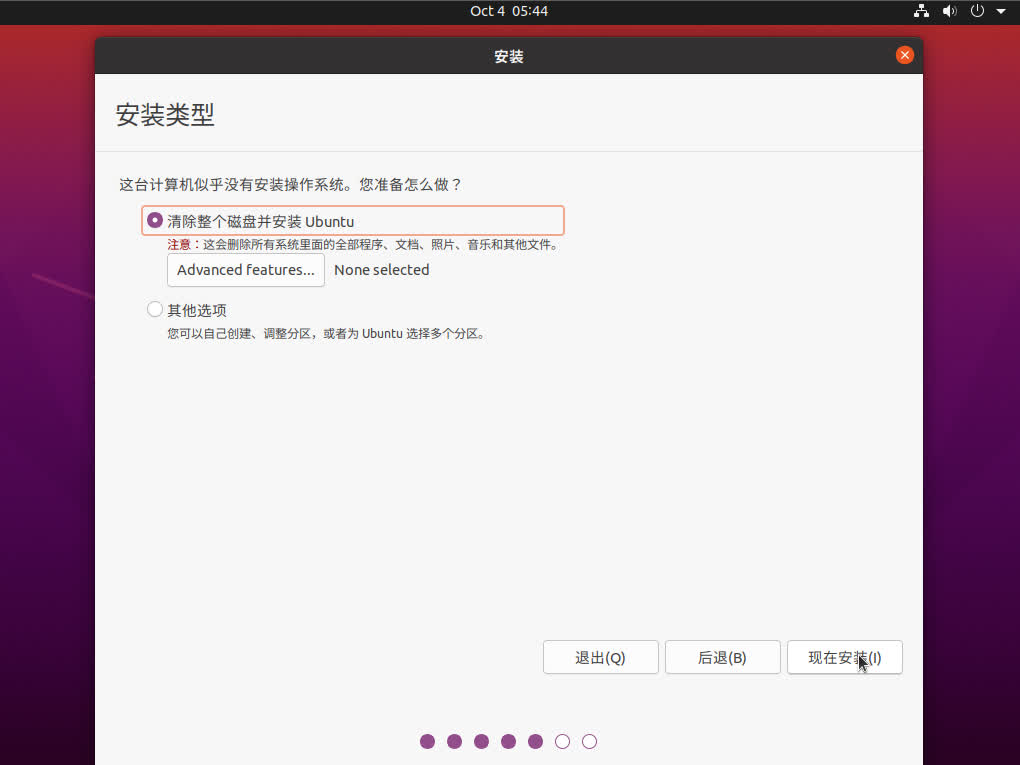 Oct 4 05:44
安装
安装类型
这台计算机似乎没有安装操作系统。您准备怎么做？
清除整个磁盘并安装 Ubuntu
注意：这会删除所有系统里面的全部程序、文档、照片、音乐和其他文件。
Advanced features... None selected
其他选项
您可以自己创建、调整分区，或者为 Ubuntu 选择多个分区。
退出(Q) 后退(B) 现在安装(I)